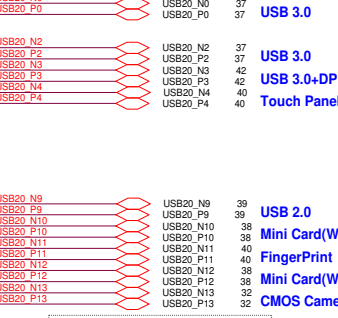 USB20_N0 37
USB20_P0 USB20_P0 37 USB 3.0
USB20_N2 USB20_N2 37
USB20_P2 USB20_P2 37 USB 3.0
USB20_N3 USB20_N3 42
USB20_P3 USB20_P3 42 USB 3.0+DP
USB20_N4 USB20_N4 40
USB20_P4 USB20_P4 40 Touch Panel
USB20_N9 USB20_N9 39
USB20_P9 USB20_P9 39 USB 2.0
USB20_N10 USB20_N10 38
USB20_P10 USB20_P10 38 Mini Card(W
USB20_N11 USB20_N11 40
USB20_P11 USB20_P11 40 FingerPrint
USB20_N12 USB20_N12 38
USB20_P12 USB20_P12 38 Mini Card(W
USB20_N13 USB20_N13 32
USB20_P13 USB20_P13 32 CMOS Came